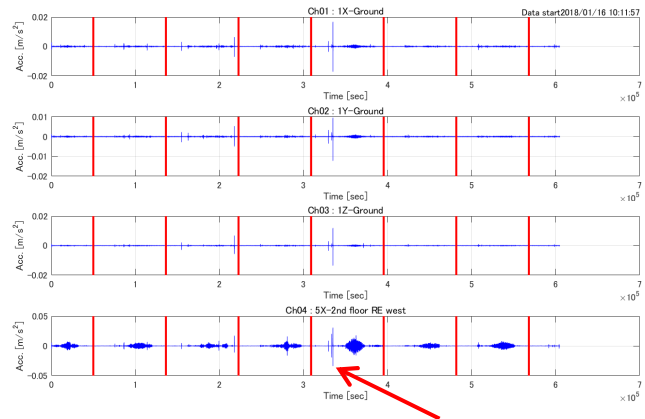 Ch01 : 1X-Ground
Data start2018/01/16 10:11:57
Acc. [m/s²]
0.02
0
-0.02
0 1 2 3 4 5 6 7
Time [sec]
×10⁵
Ch02 : 1Y-Ground
Acc. [m/s²]
0.01
0
-0.01
-0.02
0 1 2 3 4 5 6 7
Time [sec]
×10⁵
Ch03 : 1Z-Ground
Acc. [m/s²]
0.02
0
-0.02
0 1 2 3 4 5 6 7
Time [sec]
×10⁵
Ch04 : 5X-2nd floor RE west
Acc. [m/s²]
0.05
0
-0.05
0 1 2 3 4 5 6 7
Time [sec]
×10⁵